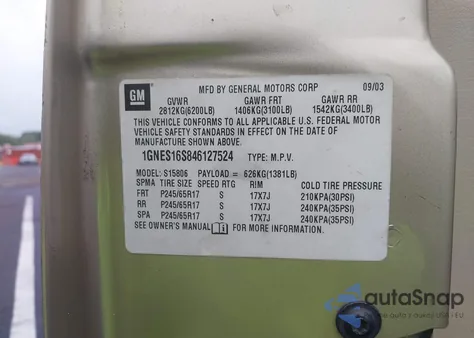 GM
MFD BY GENERAL MOTORS CORP 09/03
GVWR GAWR FRT GAWR RR
2812KG(6200LB) 1406KG(3100LB) 1542KG(3400LB)
THIS VEHICLE CONFORMS TO ALL APPLICABLE U.S. FEDERAL MOTOR
VEHICLE SAFETY STANDARDS IN EFFECT ON THE DATE OF
MANUFACTURE SHOWN ABOVE.
1GNES16S846127524 TYPE: M.P.V.
MODEL: S15806 PAYLOAD = 626KG(1381LB)
SPMA TIRE SIZE SPEED RTG RIM COLD TIRE PRESSURE
FRT P245/65R17 S 17X7J 210KPA(30PSI)
RR P245/65R17 S 17X7J 240KPA(35PSI)
SPA P245/65R17 S 17X7J 240KPA(35PSI)
SEE OWNER'S MANUAL FOR MORE INFORMATION.
autoSnap